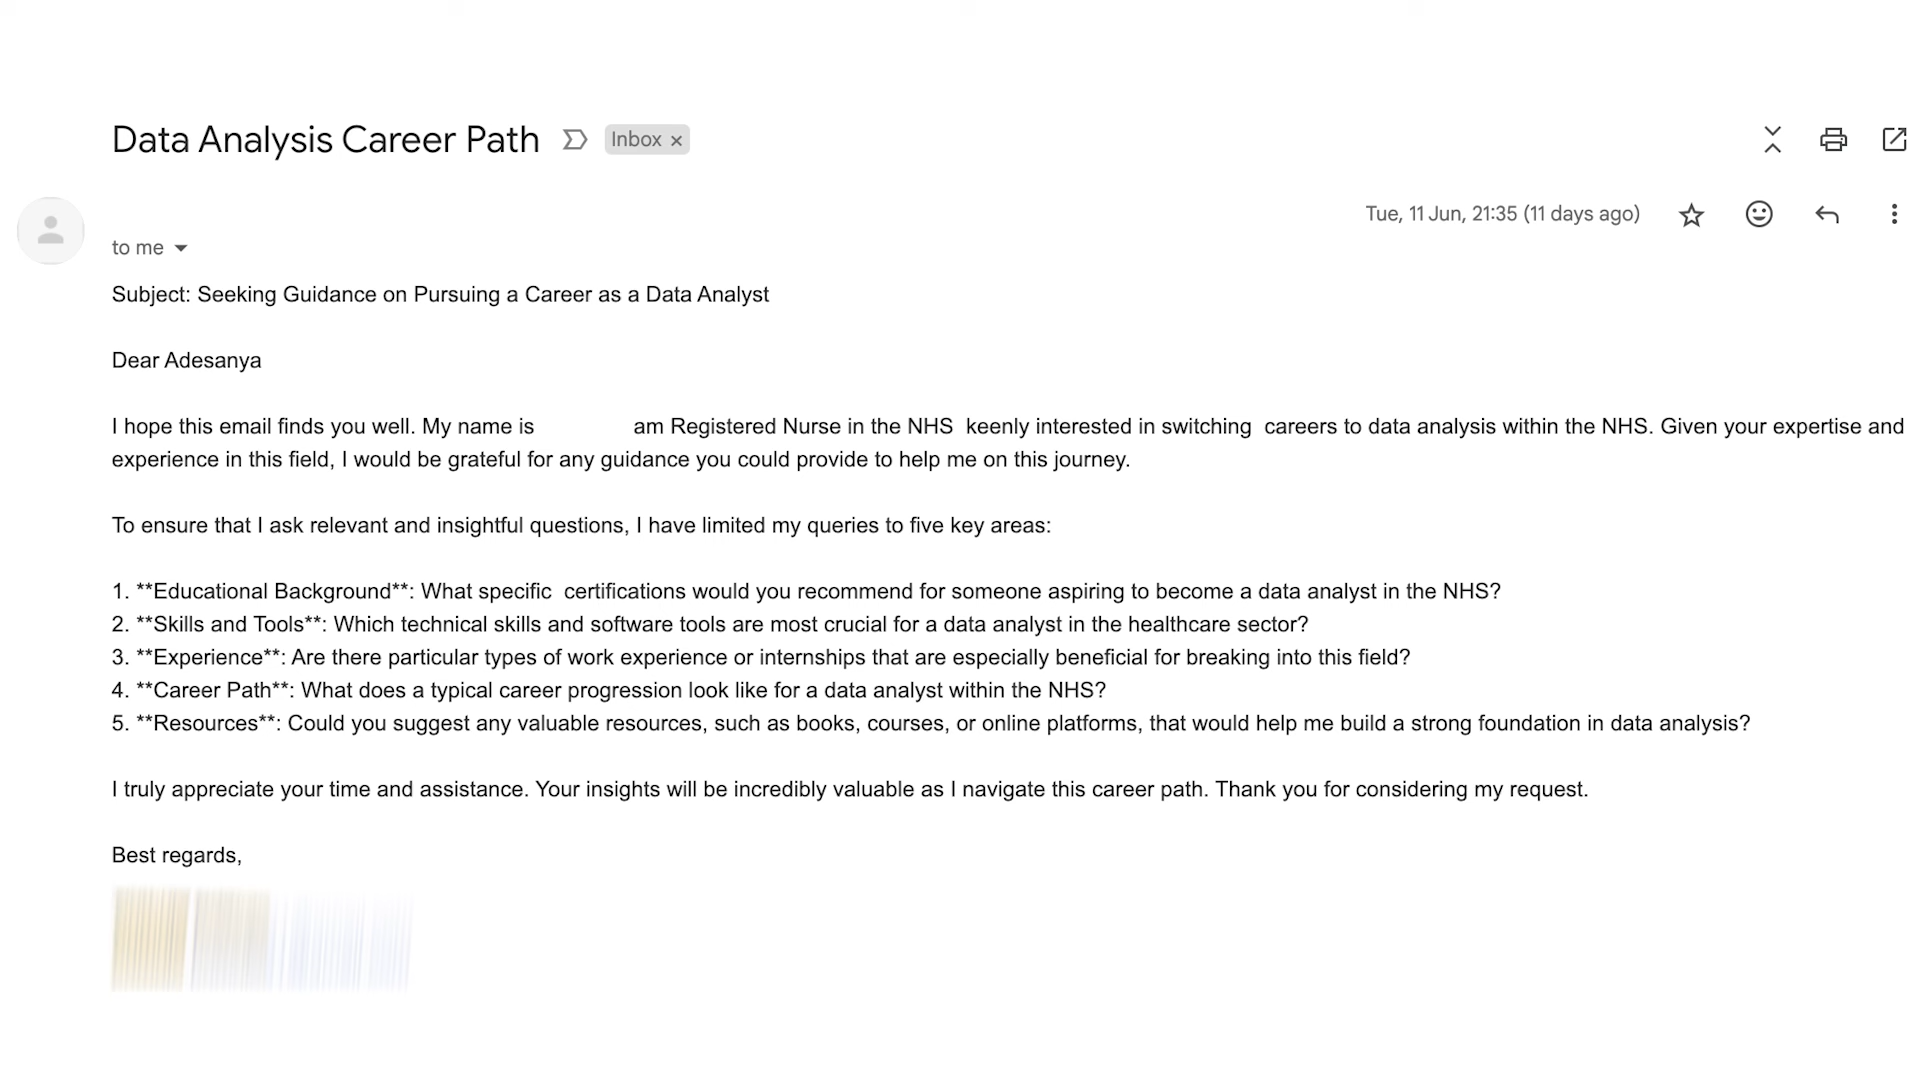 Data Analysis Career Path Inbox ×
Tue, 11 Jun, 21:35 (11 days ago)
to me
Subject: Seeking Guidance on Pursuing a Career as a Data Analyst
Dear Adesanya
I hope this email finds you well. My name is am Registered Nurse in the NHS keenly interested in switching careers to data analysis within the NHS. Given your expertise and
experience in this field, I would be grateful for any guidance you could provide to help me on this journey.
To ensure that I ask relevant and insightful questions, I have limited my queries to five key areas:
1. **Educational Background**: What specific certifications would you recommend for someone aspiring to become a data analyst in the NHS?
2. **Skills and Tools**: Which technical skills and software tools are most crucial for a data analyst in the healthcare sector?
3. **Experience**: Are there particular types of work experience or internships that are especially beneficial for breaking into this field?
4. **Career Path**: What does a typical career progression look like for a data analyst within the NHS?
5. **Resources**: Could you suggest any valuable resources, such as books, courses, or online platforms, that would help me build a strong foundation in data analysis?
I truly appreciate your time and assistance. Your insights will be incredibly valuable as I navigate this career path. Thank you for considering my request.
Best regards,